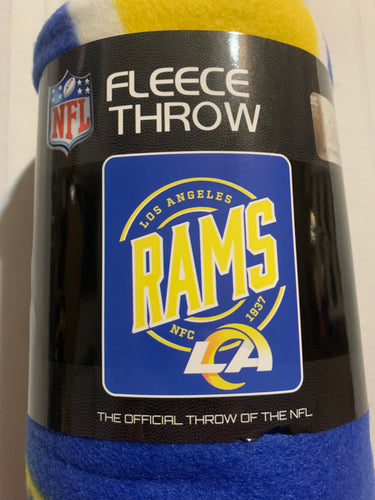 NFL
FLEECE
THROW
LOS ANGELES
RAMS
NFC 1937
LA
THE OFFICIAL THROW OF THE NFL